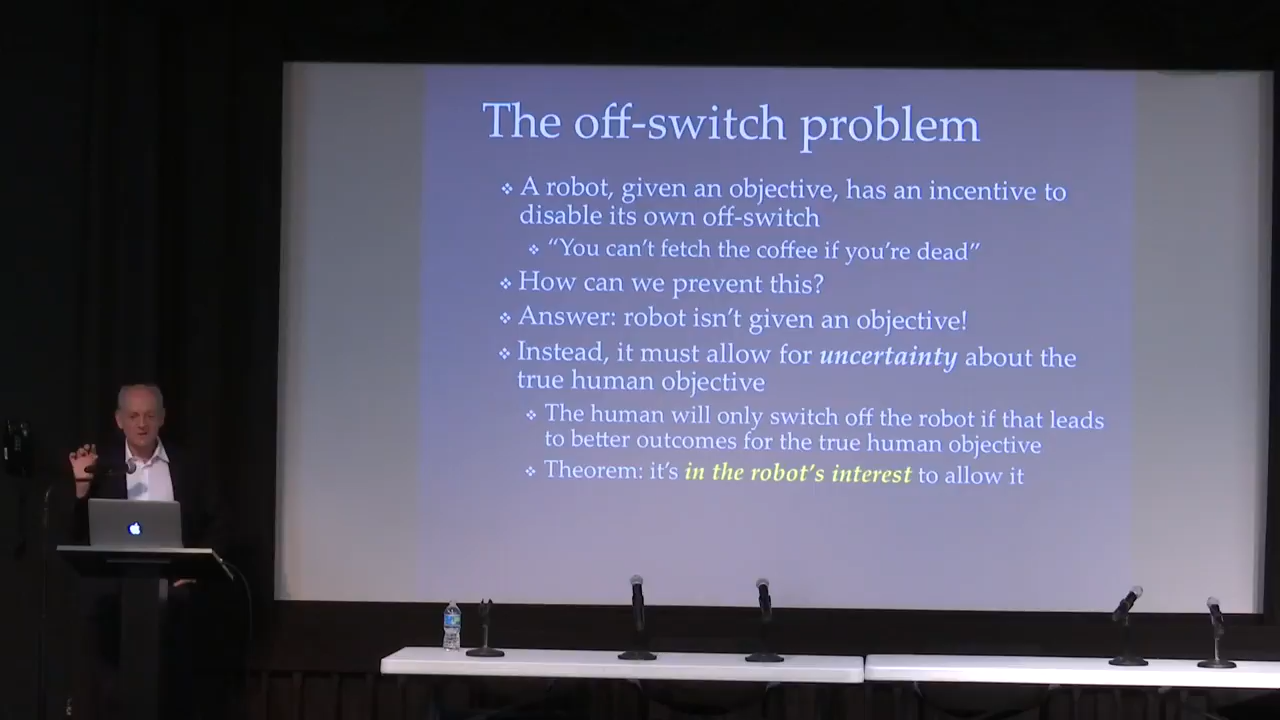 The off-switch problem
❖ A robot, given an objective, has an incentive to
disable its own off-switch
❖ “You can’t fetch the coffee if you’re dead”
❖ How can we prevent this?
❖ Answer: robot isn’t given an objective!
❖ Instead, it must allow for uncertainty about the
true human objective
❖ The human will only switch off the robot if that leads
to better outcomes for the true human objective
❖ Theorem: it’s in the robot’s interest to allow it